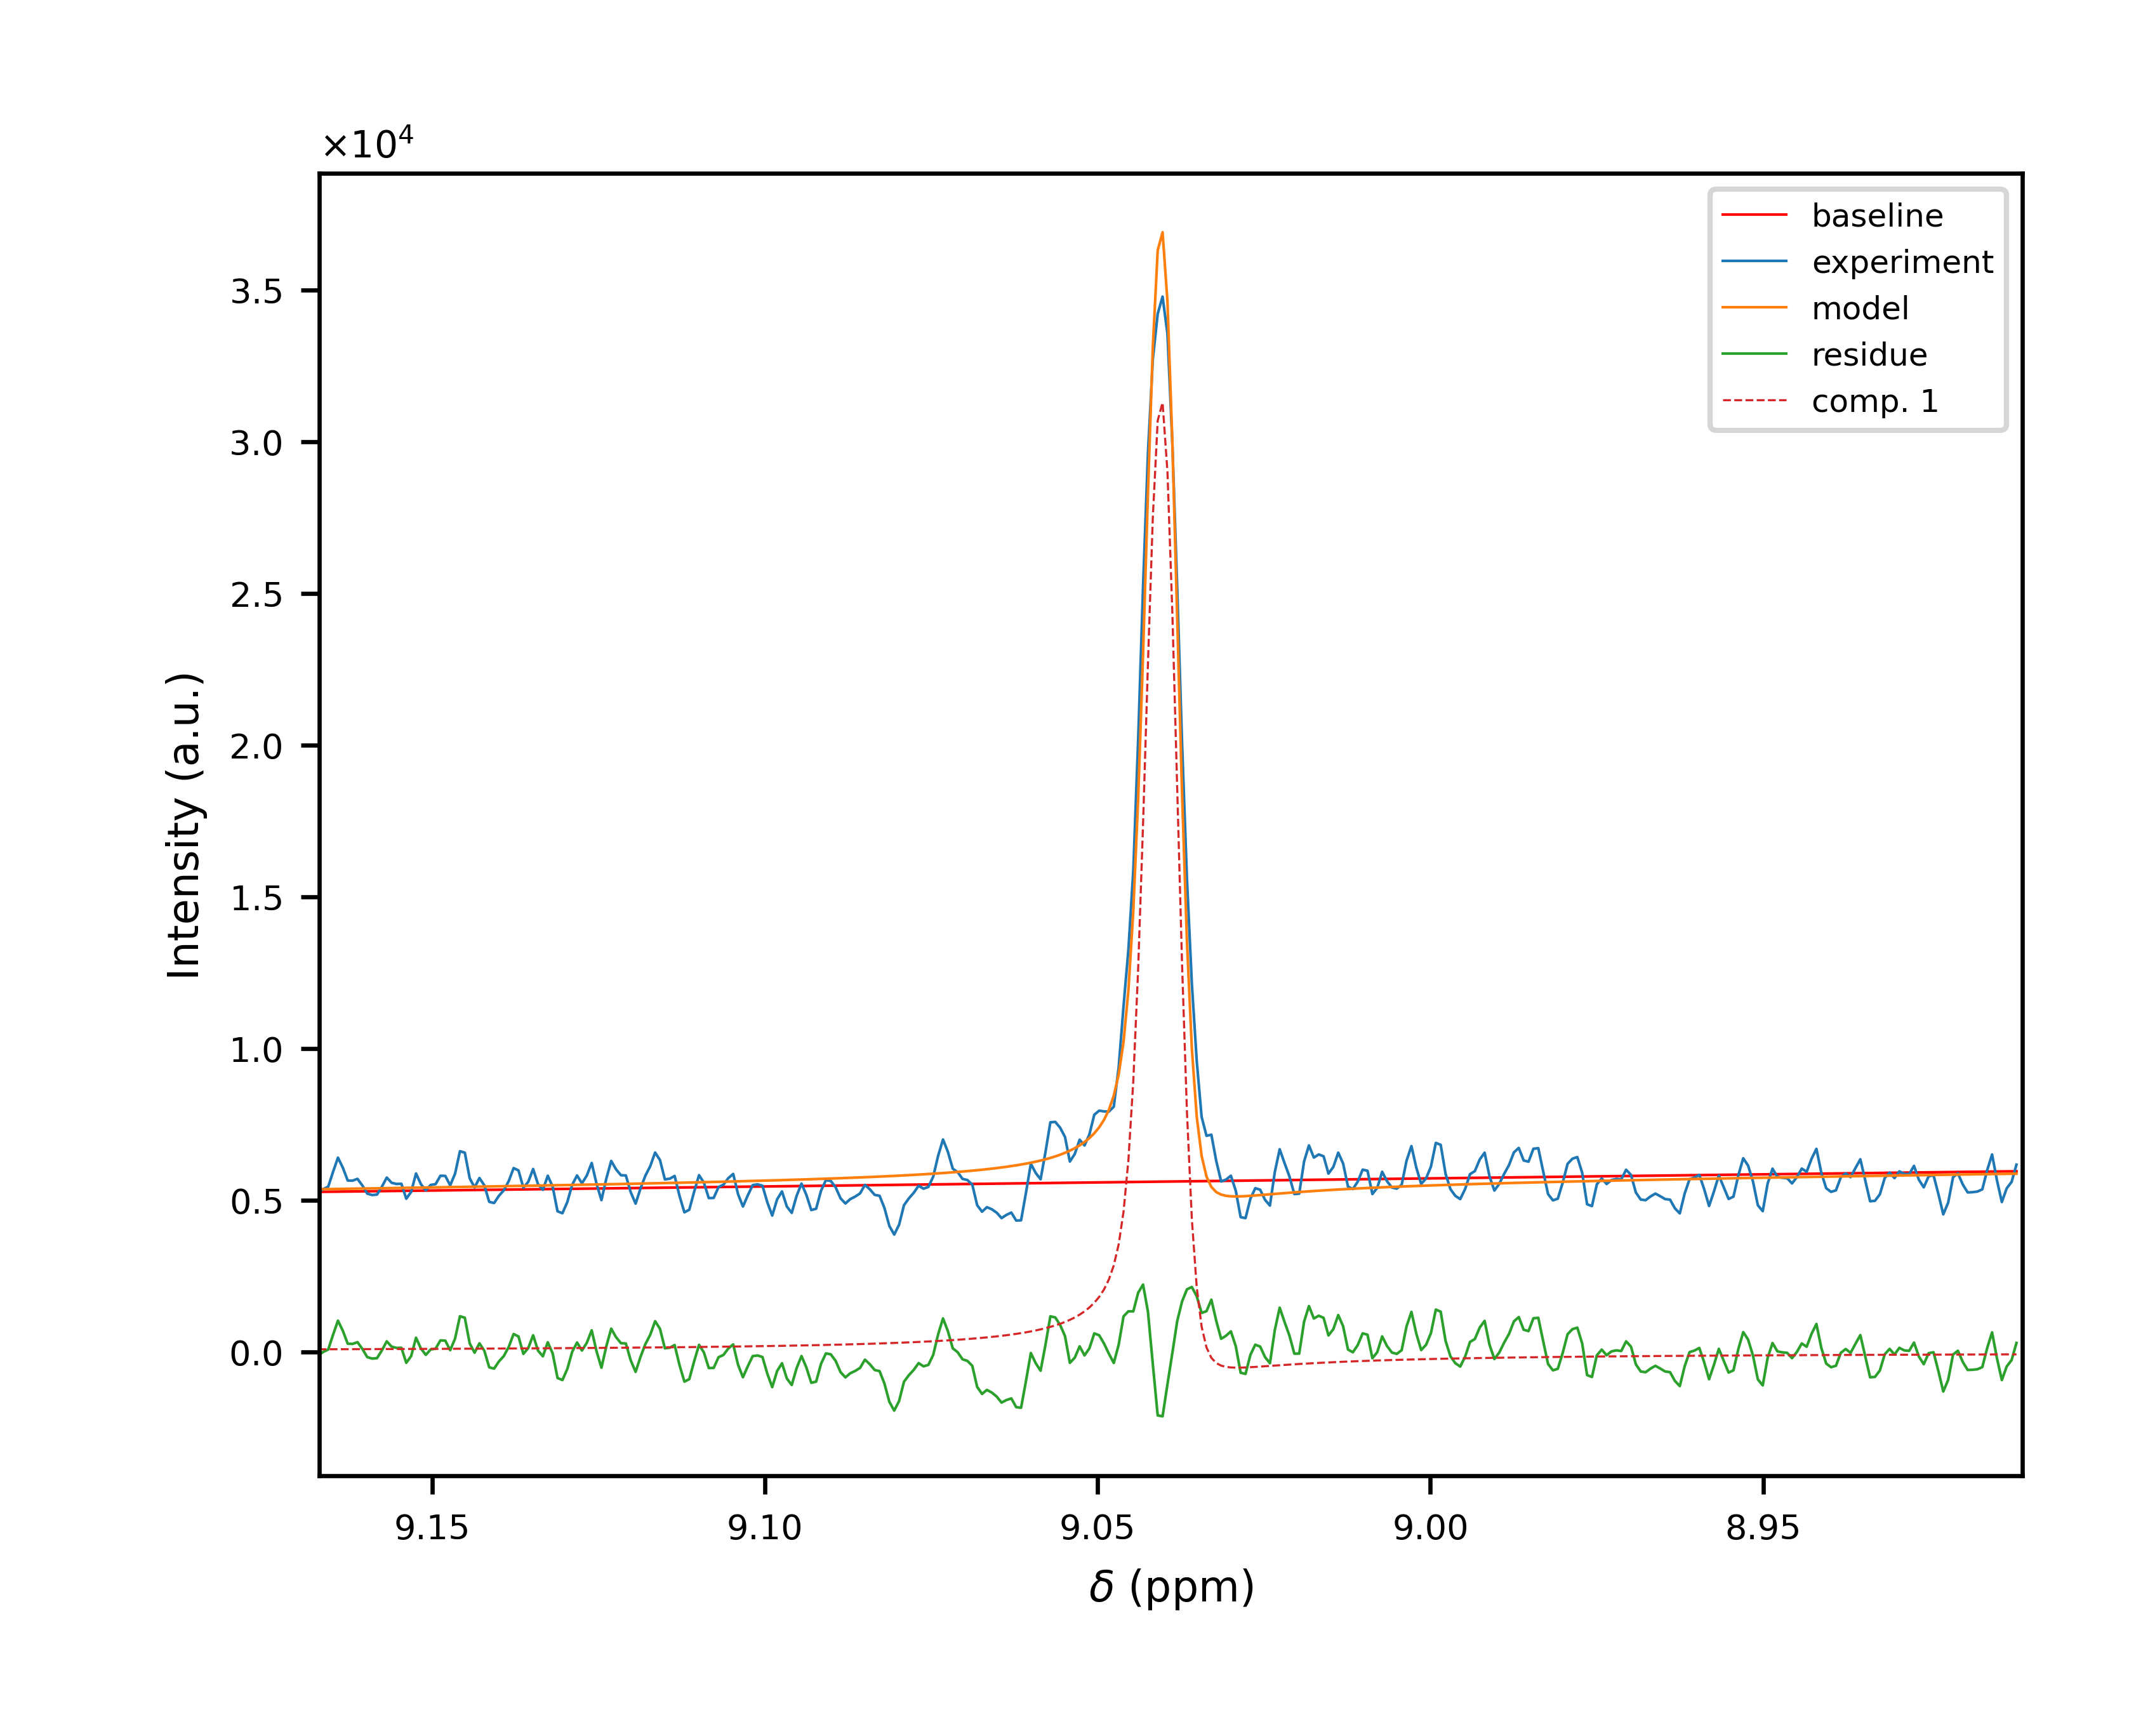 ×10⁴
baseline
experiment
model
residue
comp. 1
3.5
3.0
2.5
2.0
1.5
1.0
0.5
0.0
Intensity (a.u.)
9.15 9.10 9.05 9.00 8.95
δ (ppm)